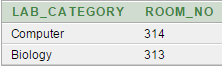 LAB_CATEGORY ROOM_NO
Computer 314
Biology 313